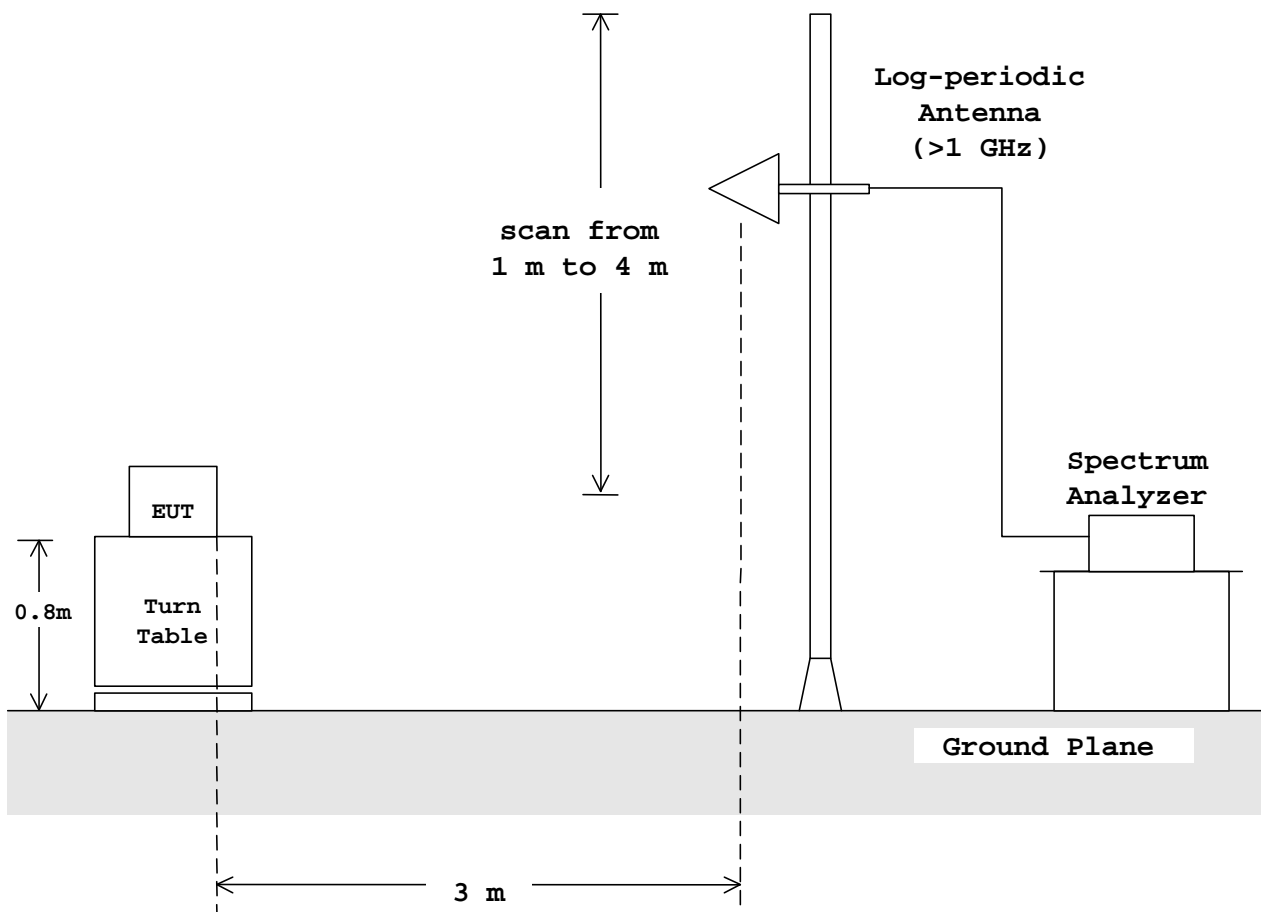 Log-periodic
Antenna
(>1 GHz)
scan from
1 m to 4 m
Spectrum
Analyzer
EUT
0.8m
Turn
Table
Ground Plane
3 m